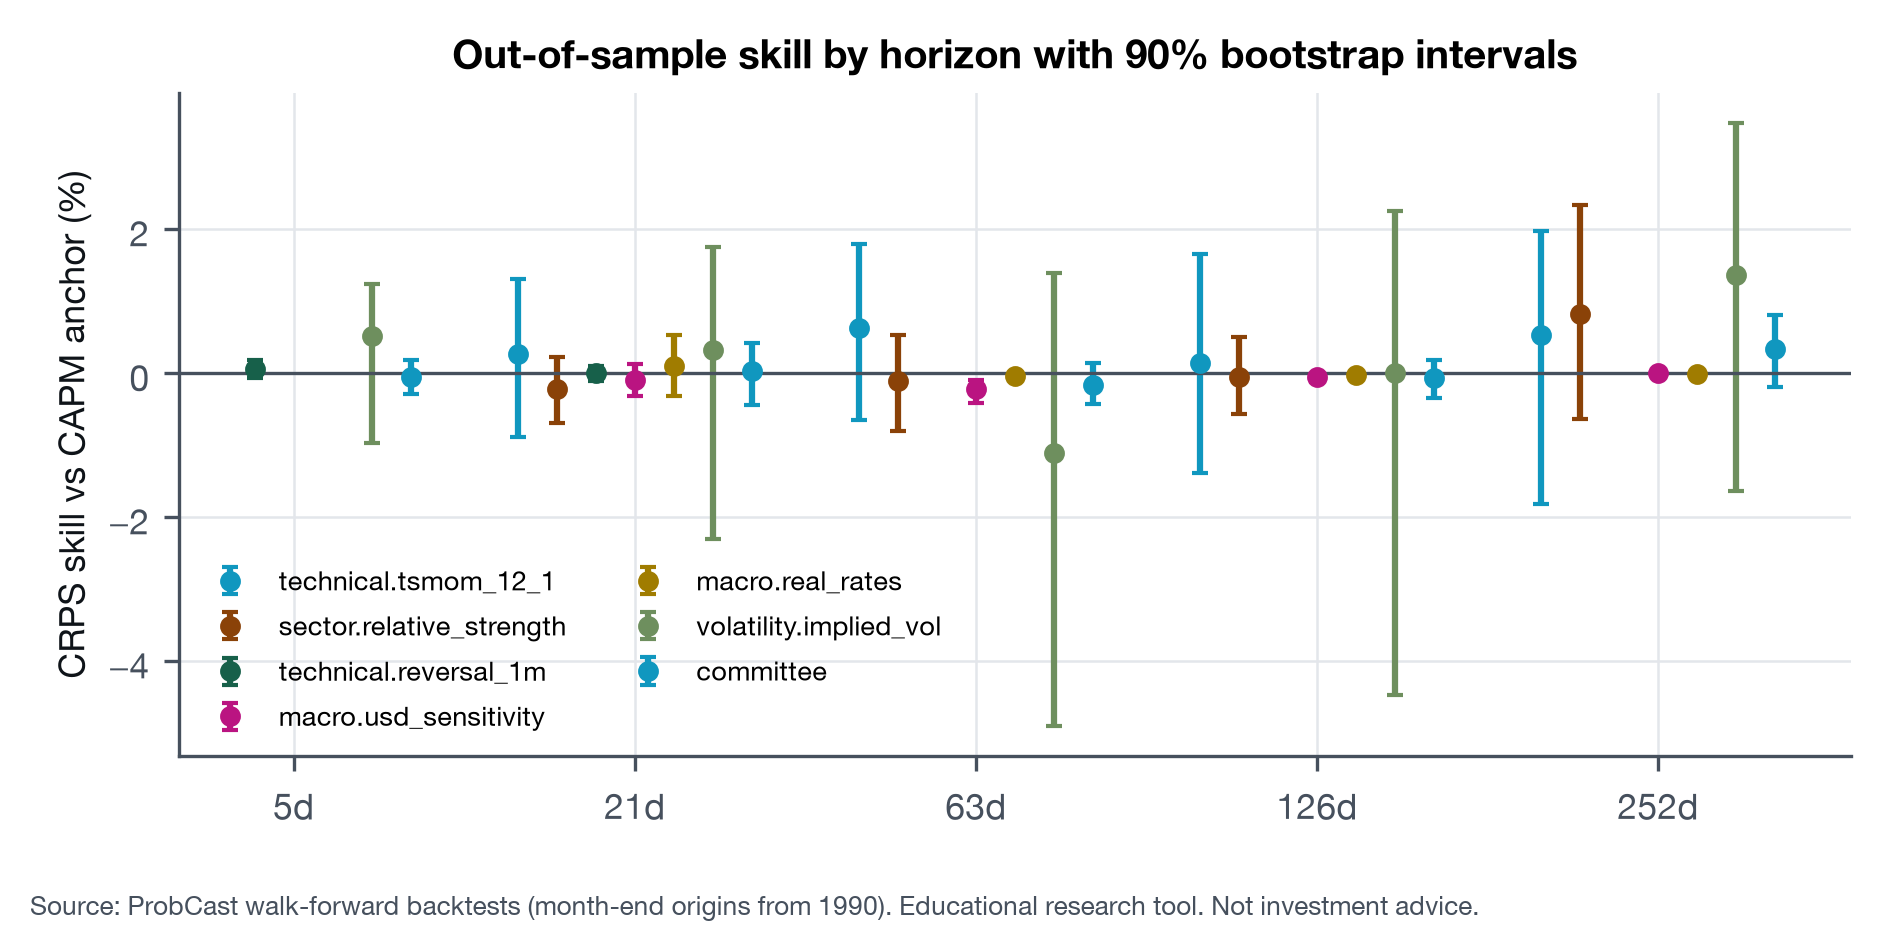 Out-of-sample skill by horizon with 90% bootstrap intervals
CRPS skill vs CAPM anchor (%)
2
0
−2
−4
technical.tsmom_12_1
sector.relative_strength
technical.reversal_1m
macro.usd_sensitivity
macro.real_rates
volatility.implied_vol
committee
5d
21d
63d
126d
252d
Source: ProbCast walk-forward backtests (month-end origins from 1990). Educational research tool. Not investment advice.